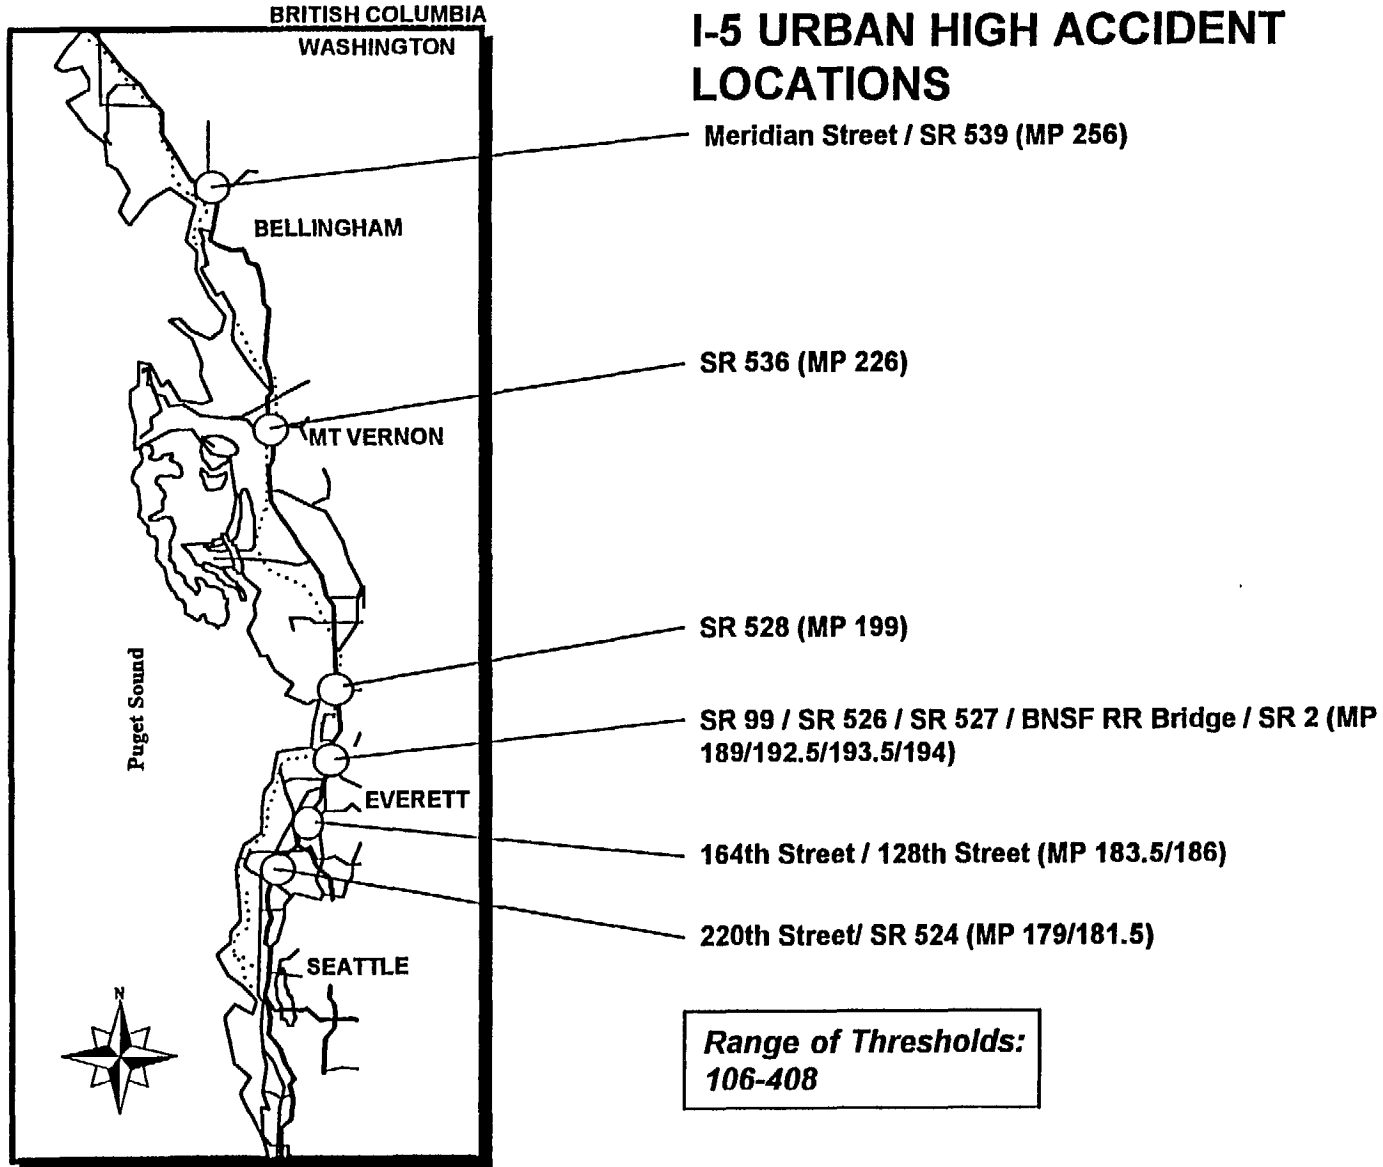 BRITISH COLUMBIA
WASHINGTON
I-5 URBAN HIGH ACCIDENT
LOCATIONS
Meridian Street / SR 539 (MP 256)
BELLINGHAM
SR 536 (MP 226)
MT VERNON
SR 528 (MP 199)
Puget Sound
SR 99 / SR 526 / SR 527 / BNSF RR Bridge / SR 2 (MP
189/192.5/193.5/194)
EVERETT
164th Street / 128th Street (MP 183.5/186)
220th Street/ SR 524 (MP 179/181.5)
SEATTLE
N
Range of Thresholds:
106-408